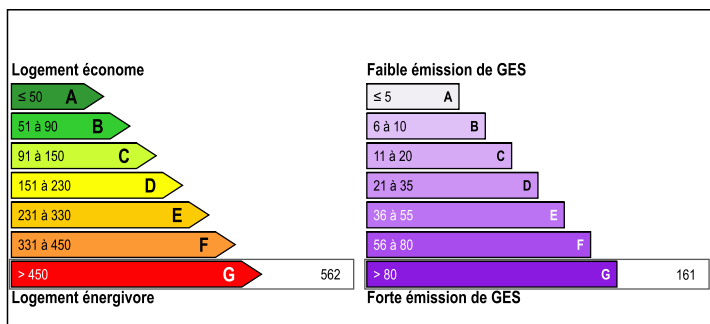 Logement économe
≤ 50 A
51 à 90 B
91 à 150 C
151 à 230 D
231 à 330 E
331 à 450 F
> 450 G 562
Logement énergivore
Faible émission de GES
≤ 5 A
6 à 10 B
11 à 20 C
21 à 35 D
36 à 55 E
56 à 80 F
> 80 G 161
Forte émission de GES